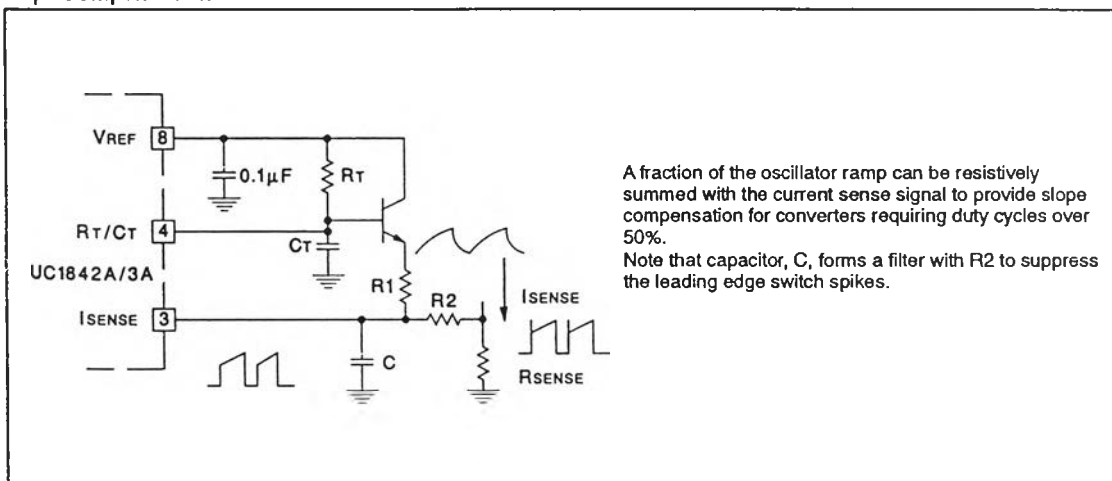 VREF 8
0.1µF
RT
RT/CT 4
CT
UC1842A/3A
R1
R2
ISENSE
ISENSE 3
C
RSENSE
A fraction of the oscillator ramp can be resistively
summed with the current sense signal to provide slope
compensation for converters requiring duty cycles over
50%.
Note that capacitor, C, forms a filter with R2 to suppress
the leading edge switch spikes.